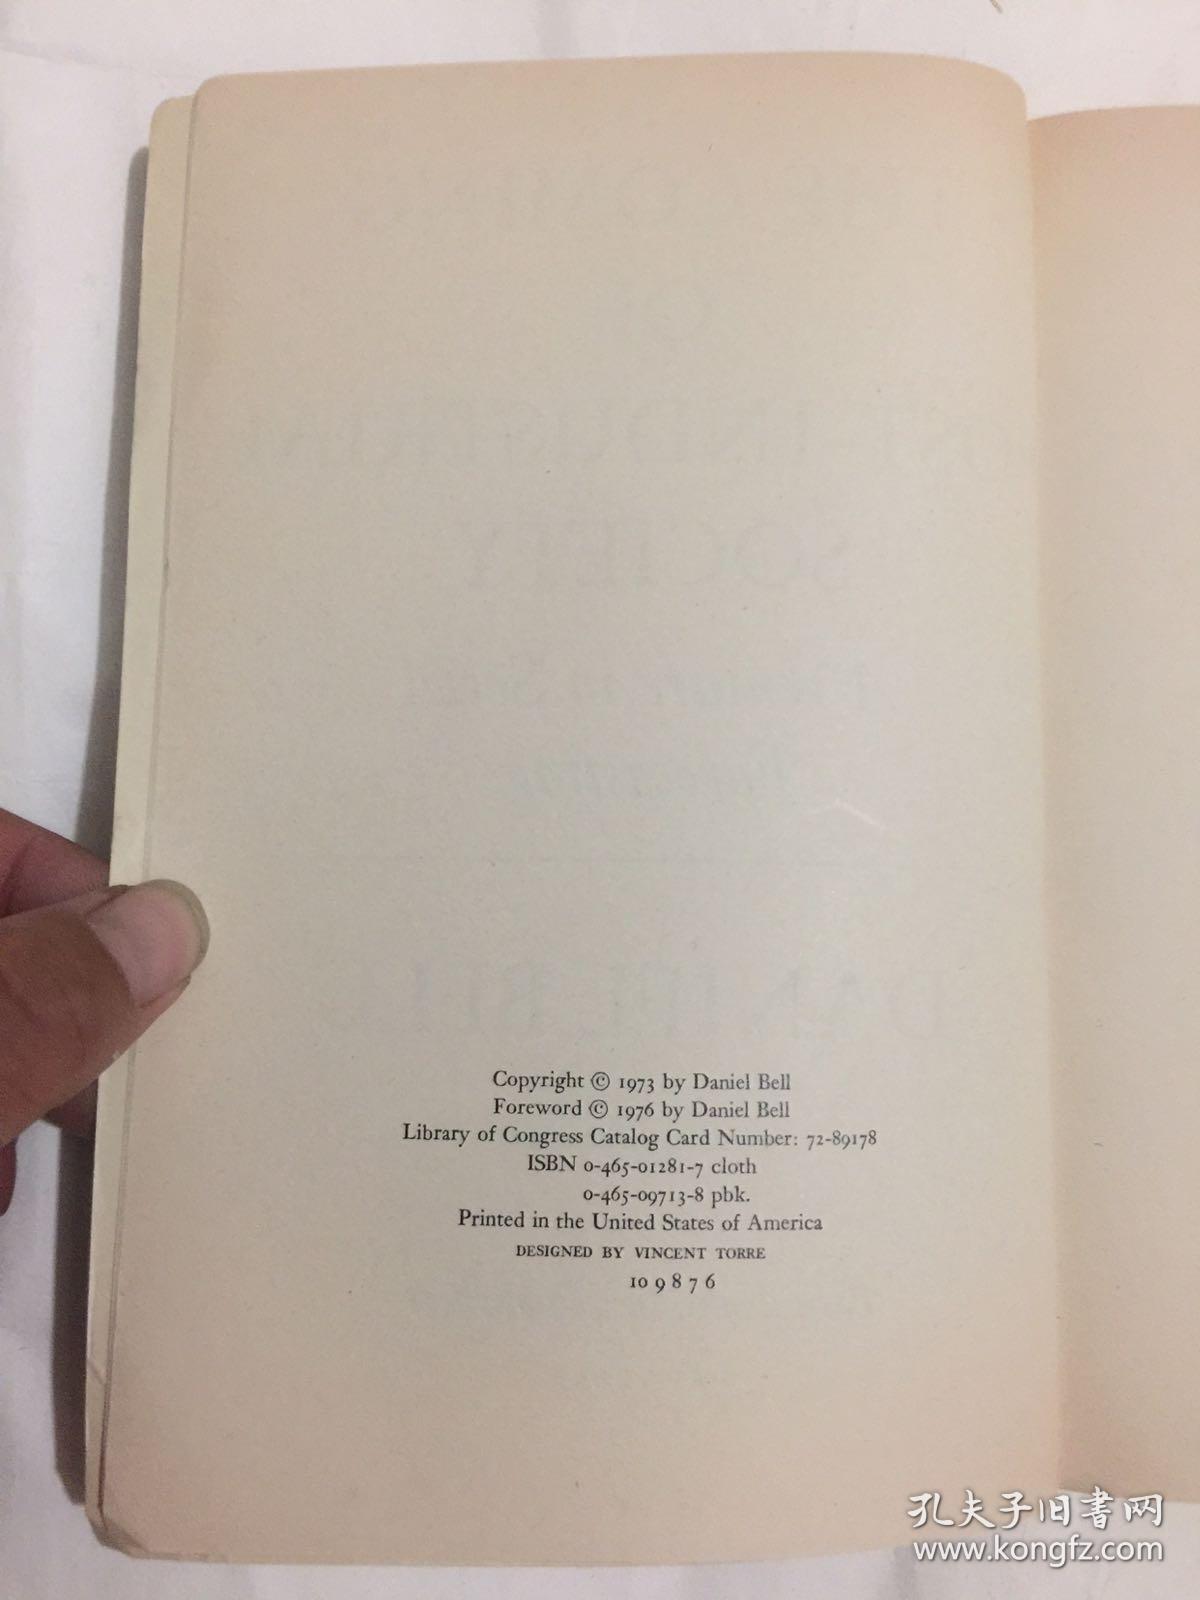 Copyright © 1973 by Daniel Bell
Foreword © 1976 by Daniel Bell
Library of Congress Catalog Card Number: 72-89178
ISBN 0-465-01281-7 cloth
0-465-09713-8 pbk.
Printed in the United States of America
DESIGNED BY VINCENT TORRE
10 9 8 7 6
孔夫子旧书网
www.kongfz.com